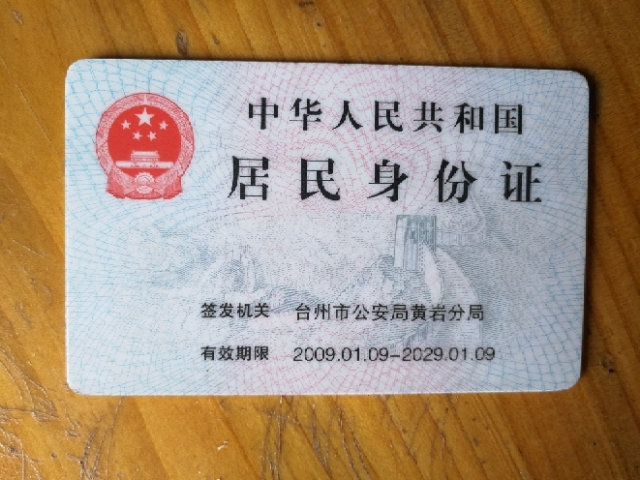 中华人民共和国
居民身份证
签发机关 台州市公安局黄岩分局
有效期限 2009.01.09-2029.01.09